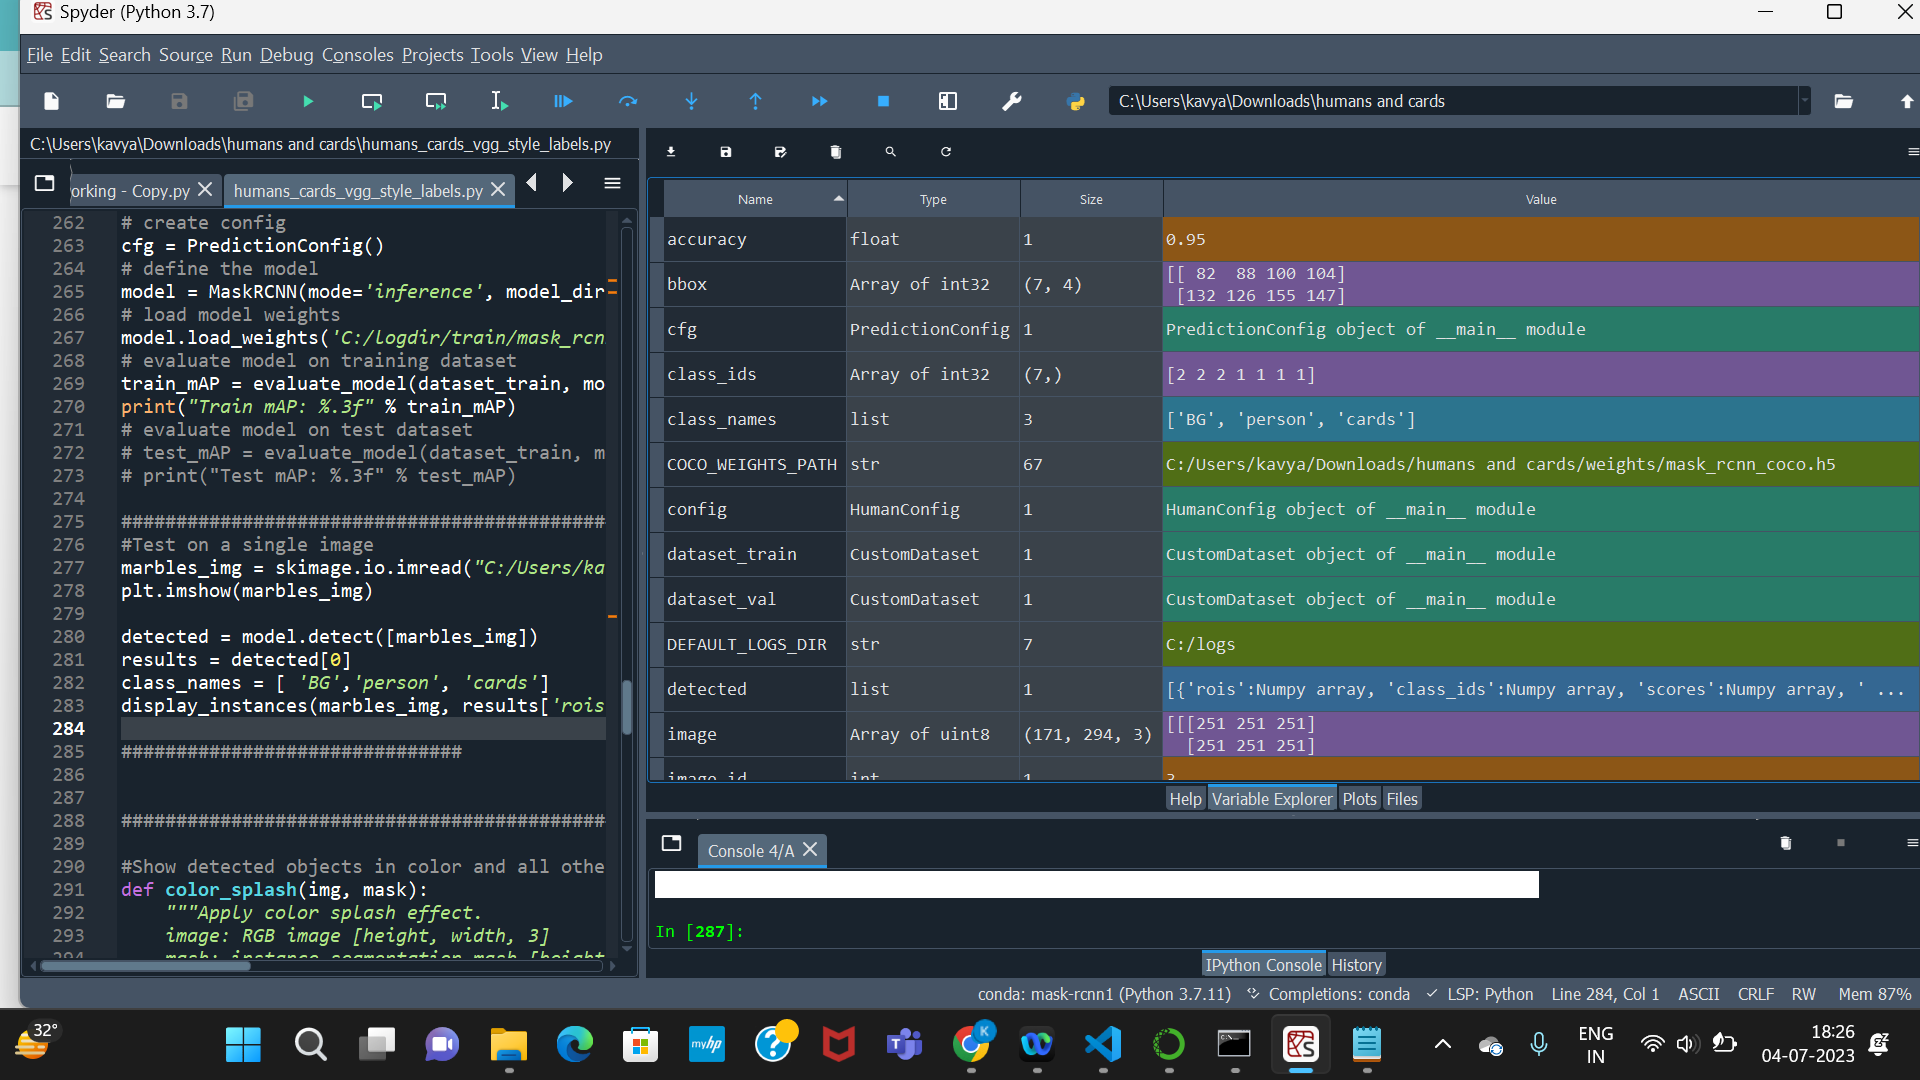 Spyder (Python 3.7)
File Edit Search Source Run Debug Consoles Projects Tools View Help
C:\Users\kavya\Downloads\humans and cards
C:\Users\kavya\Downloads\humans and cards\humans_cards_vgg_style_labels.py
orking - Copy.py
humans_cards_vgg_style_labels.py
262 # create config
263 cfg = PredictionConfig()
264 # define the model
265 model = MaskRCNN(mode='inference', model_dir
266 # load model weights
267 model.load_weights('C:/logdir/train/mask_rcn
268 # evaluate model on training dataset
269 train_mAP = evaluate_model(dataset_train, mo
270 print("Train mAP: %.3f" % train_mAP)
271 # evaluate model on test dataset
272 # test_mAP = evaluate_model(dataset_train, m
273 # print("Test mAP: %.3f" % test_mAP)
274
275 ############################################
276 #Test on a single image
277 marbles_img = skimage.io.imread("C:/Users/ka
278 plt.imshow(marbles_img)
279
280 detected = model.detect([marbles_img])
281 results = detected[0]
282 class_names = [ 'BG','person', 'cards']
283 display_instances(marbles_img, results['rois
284
285 ###############################
286
287
288 ############################################
289
290 #Show detected objects in color and all othe
291 def color_splash(img, mask):
292 """Apply color splash effect.
293 image: RGB image [height, width, 3]
294 mask: instance segmentation mask [height
Name Type Size Value
accuracy float 1 0.95
bbox Array of int32 (7, 4) [[ 82 88 100 104]
[132 126 155 147]
cfg PredictionConfig 1 PredictionConfig object of __main__ module
class_ids Array of int32 (7,) [2 2 2 1 1 1 1]
class_names list 3 ['BG', 'person', 'cards']
COCO_WEIGHTS_PATH str 67 C:/Users/kavya/Downloads/humans and cards/weights/mask_rcnn_coco.h5
config HumanConfig 1 HumanConfig object of __main__ module
dataset_train CustomDataset 1 CustomDataset object of __main__ module
dataset_val CustomDataset 1 CustomDataset object of __main__ module
DEFAULT_LOGS_DIR str 7 C:/logs
detected list 1 [{'rois':Numpy array, 'class_ids':Numpy array, 'scores':Numpy array, ' ...
image Array of uint8 (171, 294, 3) [[[251 251 251]
[251 251 251]
image_id int 1 3
Help Variable Explorer Plots Files
Console 4/A
In [287]:
IPython Console History
conda: mask-rcnn1 (Python 3.7.11) Completions: conda LSP: Python Line 284, Col 1 ASCII CRLF RW Mem 87%
32°
myhp
K
ENG
IN
18:26
04-07-2023